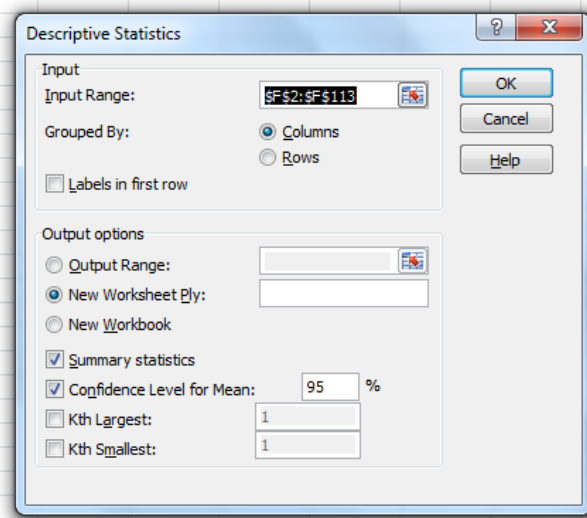 Descriptive Statistics
?
X
Input
Input Range: $F$2:$F$113
OK
Grouped By: Columns
Cancel
Rows
Help
Labels in first row
Output options
Output Range:
New Worksheet Ply:
New Workbook
Summary statistics
Confidence Level for Mean: 95 %
Kth Largest: 1
Kth Smallest: 1